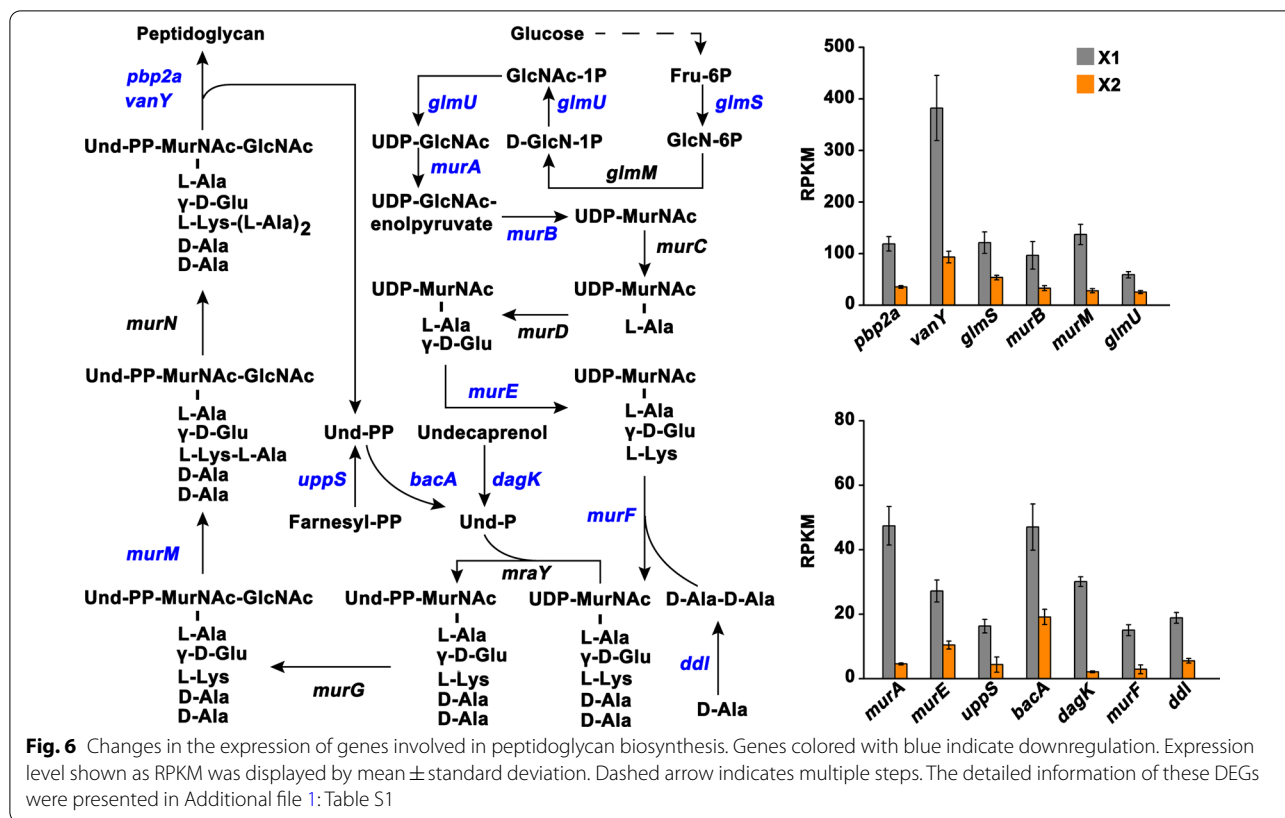 Peptidoglycan
pbp2a
vanY
Und-PP-MurNAc-GlcNAc
L-Ala
γ-D-Glu
L-Lys-(L-Ala)2
D-Ala
D-Ala
murN
Und-PP-MurNAc-GlcNAc
L-Ala
γ-D-Glu
L-Lys-L-Ala
D-Ala
D-Ala
murM
Und-PP-MurNAc-GlcNAc
L-Ala
γ-D-Glu
L-Lys
D-Ala
D-Ala
murG
Glucose
Fru-6P
glmS
GlcN-6P
glmM
D-GlcN-1P
glmU
GlcNAc-1P
glmU
UDP-GlcNAc
murA
UDP-GlcNAc-
enolpyruvate
murB
UDP-MurNAc
murC
UDP-MurNAc
L-Ala
murD
UDP-MurNAc
L-Ala
γ-D-Glu
murE
UDP-MurNAc
L-Ala
γ-D-Glu
L-Lys
murF
Und-PP
Undecaprenol
uppS
bacA
dagK
Farnesyl-PP
Und-P
mraY
Und-PP-MurNAc
L-Ala
γ-D-Glu
L-Lys
D-Ala
D-Ala
UDP-MurNAc
L-Ala
γ-D-Glu
L-Lys
D-Ala
D-Ala
D-Ala-D-Ala
ddl
D-Ala
500
400
300
200
100
0
RPKM
X1
X2
pbp2a
vanY
glmS
murB
murM
glmU
80
60
40
20
0
RPKM
murA
murE
uppS
bacA
dagK
murF
ddl
Fig. 6 Changes in the expression of genes involved in peptidoglycan biosynthesis. Genes colored with blue indicate downregulation. Expression
level shown as RPKM was displayed by mean ± standard deviation. Dashed arrow indicates multiple steps. The detailed information of these DEGs
were presented in Additional file 1: Table S1